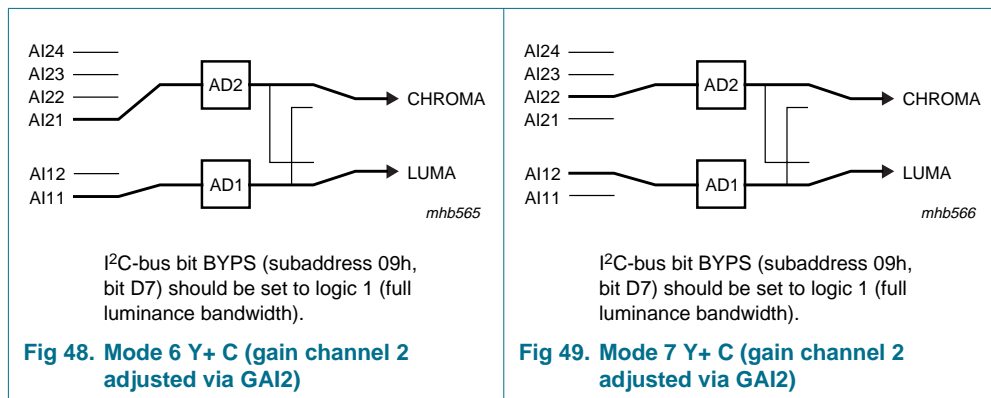 AI24
AI23
AI22
AI21
AD2
CHROMA
AI12
AI11
AD1
LUMA
mhb565
I²C-bus bit BYPS (subaddress 09h,
bit D7) should be set to logic 1 (full
luminance bandwidth).
Fig 48. Mode 6 Y+ C (gain channel 2
adjusted via GAI2)
AI24
AI23
AI22
AI21
AD2
CHROMA
AI12
AI11
AD1
LUMA
mhb566
I²C-bus bit BYPS (subaddress 09h,
bit D7) should be set to logic 1 (full
luminance bandwidth).
Fig 49. Mode 7 Y+ C (gain channel 2
adjusted via GAI2)